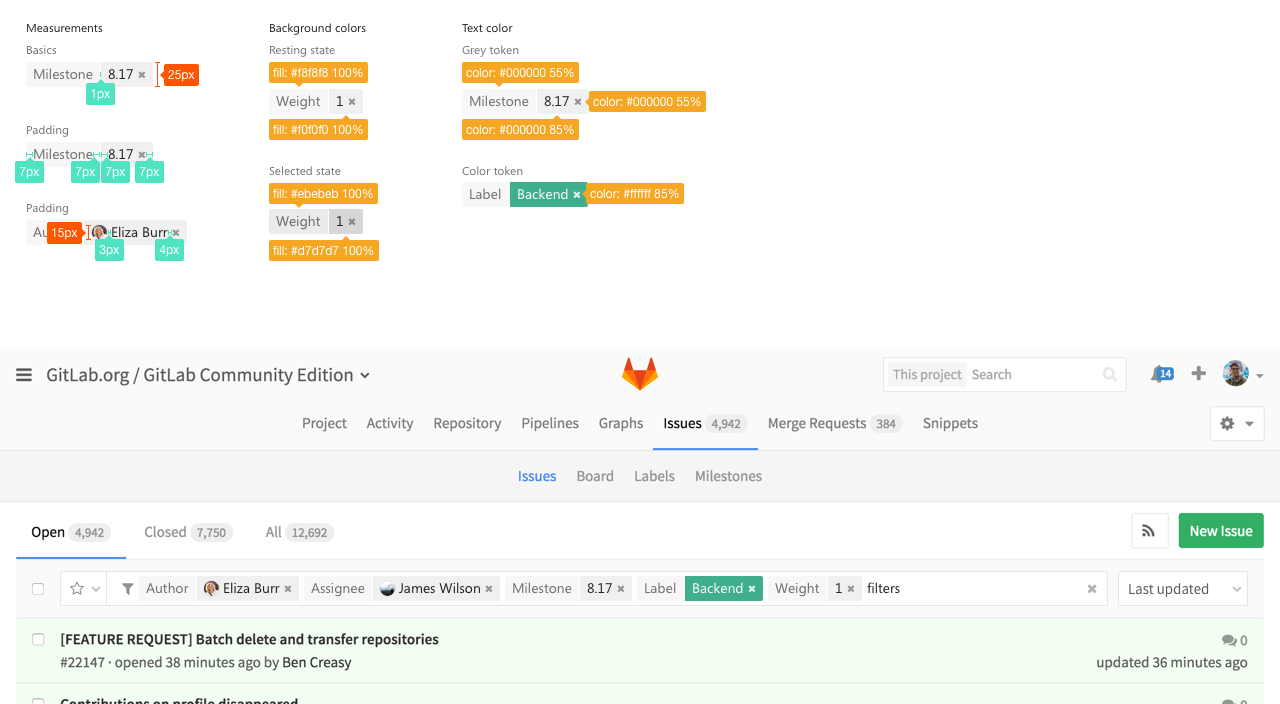 Measurements
Basics
Milestone 8.17 × 25px
1px
Padding
Milestone 8.17 ×
7px 7px 7px 7px
Padding
Au 15px Eliza Burr ×
3px 4px
Background colors
Resting state
fill: #f8f8f8 100%
Weight 1 ×
fill: #f0f0f0 100%
Selected state
fill: #ebebeb 100%
Weight 1 ×
fill: #d7d7d7 100%
Text color
Grey token
color: #000000 55%
Milestone 8.17 × color: #000000 55%
color: #000000 85%
Color token
Label Backend × color: #ffffff 85%
GitLab.org / GitLab Community Edition
This project Search
14
Project Activity Repository Pipelines Graphs Issues 4,942 Merge Requests 384 Snippets
Issues Board Labels Milestones
Open 4,942 Closed 7,750 All 12,692
New Issue
Author Eliza Burr × Assignee James Wilson × Milestone 8.17 × Label Backend × Weight 1 × filters × Last updated
[FEATURE REQUEST] Batch delete and transfer repositories 0
#22147 · opened 38 minutes ago by Ben Creasy updated 36 minutes ago
Contributions on profile disappeared 0